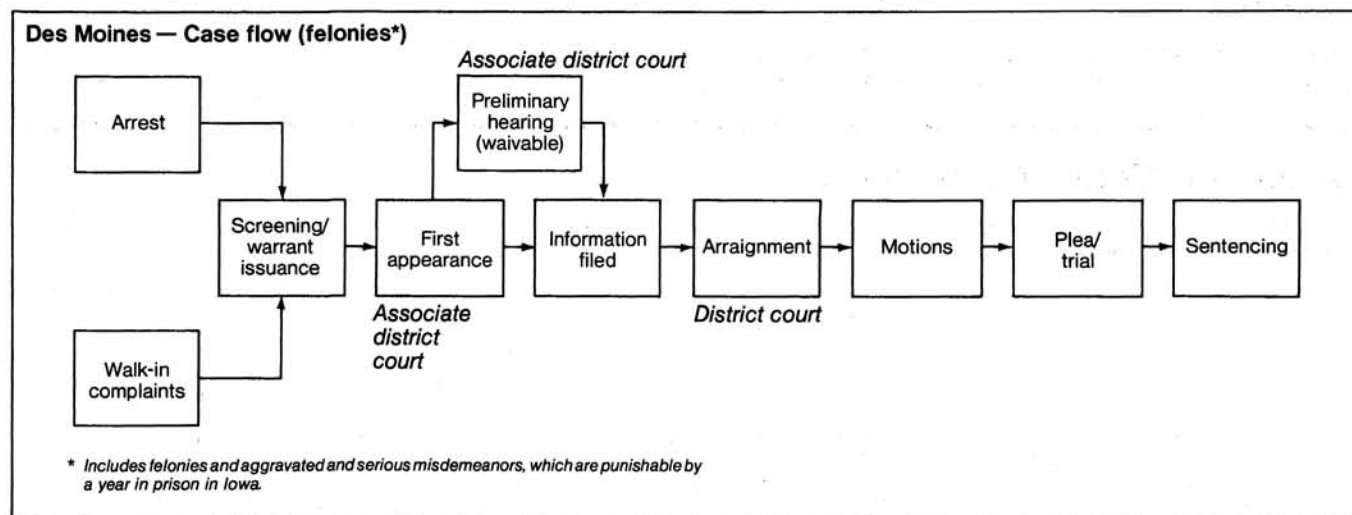 Des Moines — Case flow (felonies*)
Associate district court
Arrest
Preliminary
hearing
(waivable)
Screening/
warrant
issuance
First
appearance
Information
filed
Arraignment
Motions
Plea/
trial
Sentencing
Associate
district
court
District court
Walk-in
complaints
* Includes felonies and aggravated and serious misdemeanors, which are punishable by
a year in prison in Iowa.